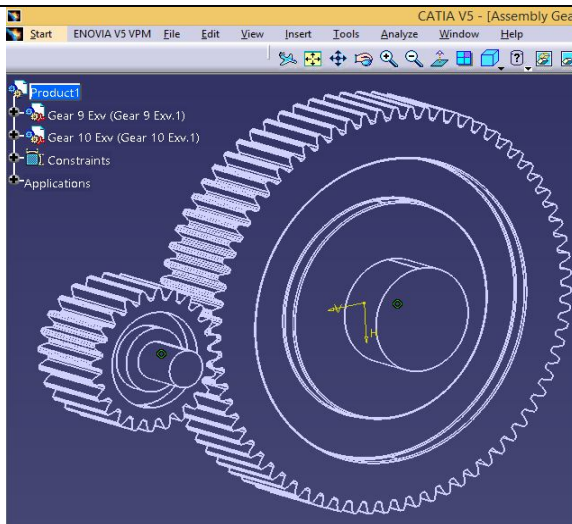 CATIA V5 - [Assembly Gea
Start ENOVIA V5 VPM File Edit View Insert Tools Analyze Window Help
Product1
Gear 9 Exv (Gear 9 Exv.1)
Gear 10 Exv (Gear 10 Exv.1)
Constraints
Applications
V
H